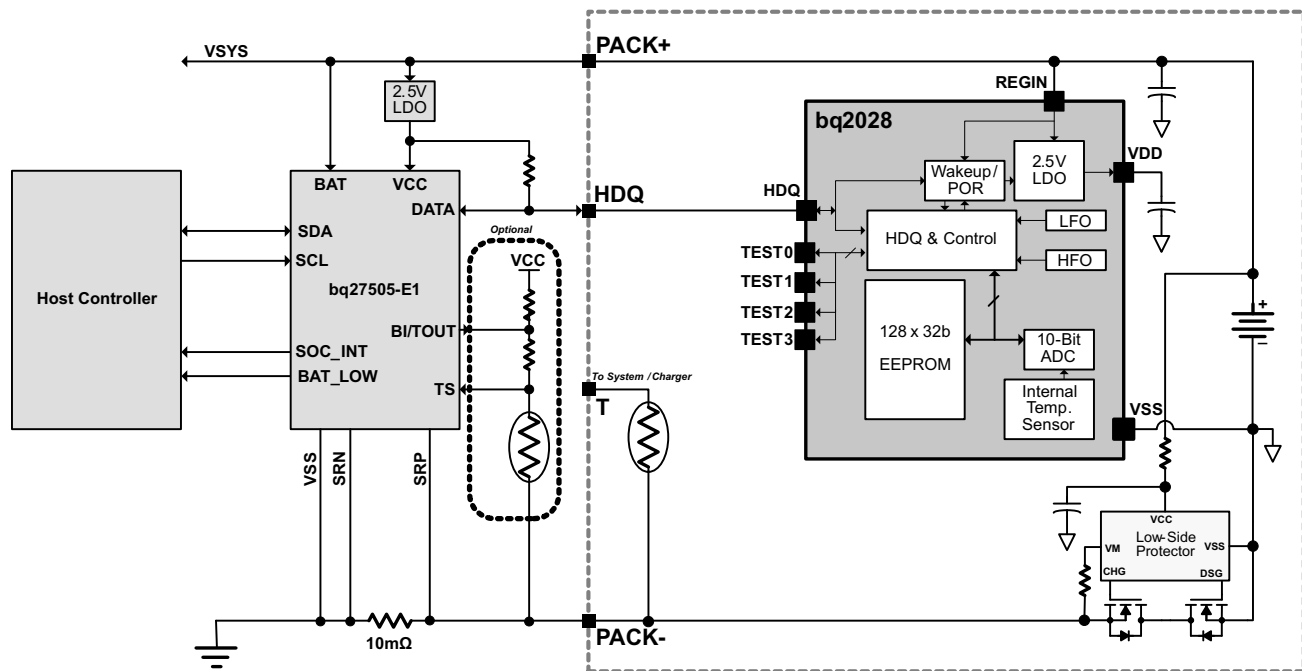 VSYS
PACK+
2.5V
LDO
REGIN
bq2028
BAT
VCC
DATA
HDQ
HDQ
Wakeup/
POR
2.5V
LDO
VDD
SDA
SCL
Optional
VCC
TEST0
TEST1
TEST2
TEST3
HDQ & Control
LFO
HFO
Host Controller
bq27505-E1
BI/TOUT
SOC_INT
BAT_LOW
TS
To System / Charger
T
128 x 32b
EEPROM
10-Bit
ADC
Internal
Temp.
Sensor
VSS
+
–
VSS
SRN
SRP
VCC
Low-Side
Protector
VM
VSS
CHG
DSG
10mΩ
PACK-